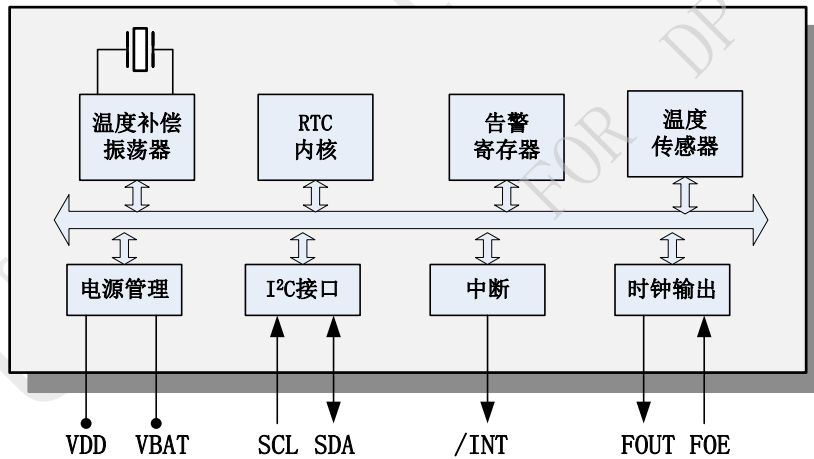 温度补偿
振荡器
RTC
内核
告警
寄存器
温度
传感器
电源管理
I²C接口
中断
时钟输出
VDD VBAT SCL SDA /INT FOUT FOE
FOR DP